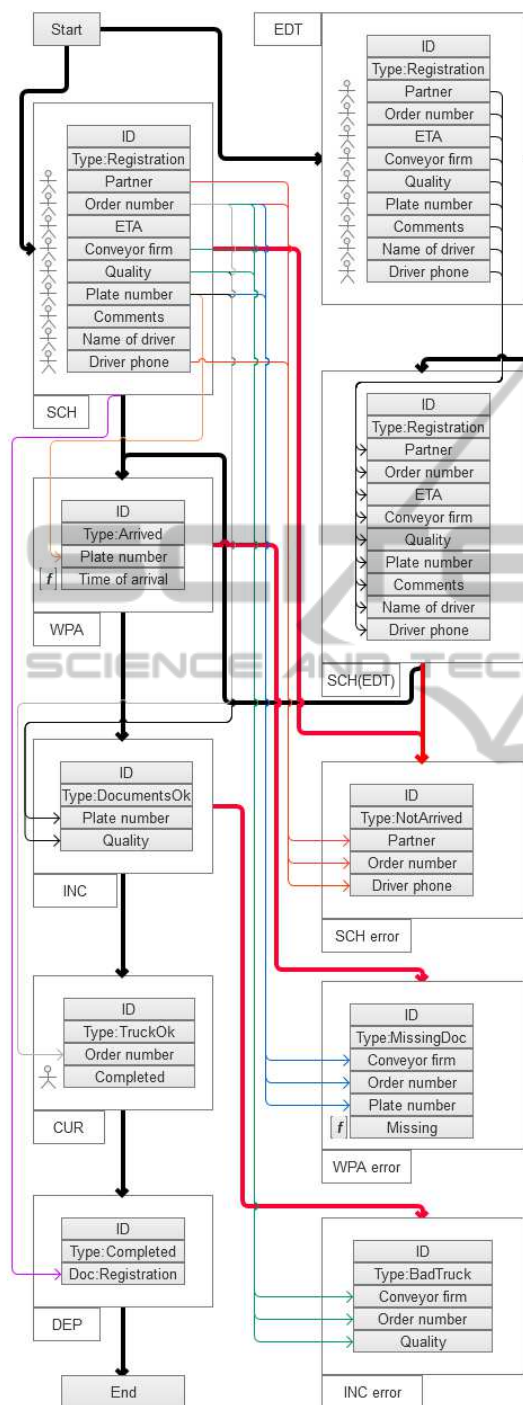 Start
EDT
ID
Type:Registration
Partner
Order number
ETA
Conveyor firm
Quality
Plate number
Comments
Name of driver
Driver phone
ID
Type:Registration
Partner
Order number
ETA
Conveyor firm
Quality
Plate number
Comments
Name of driver
Driver phone
SCH
ID
Type:Registration
Partner
Order number
ETA
Conveyor firm
Quality
Plate number
Comments
Name of driver
Driver phone
SCH(EDT)
ID
Type:Arrived
Plate number
[f] Time of arrival
WPA
SCIENCE AND TEC
ID
Type:DocumentsOk
Plate number
Quality
INC
ID
Type:NotArrived
Partner
Order number
Driver phone
SCH error
ID
Type:TruckOk
Order number
Completed
CUR
ID
Type:MissingDoc
Conveyor firm
Order number
Plate number
[f] Missing
WPA error
ID
Type:Completed
Doc:Registration
DEP
ID
Type:BadTruck
Conveyor firm
Order number
Quality
INC error
End